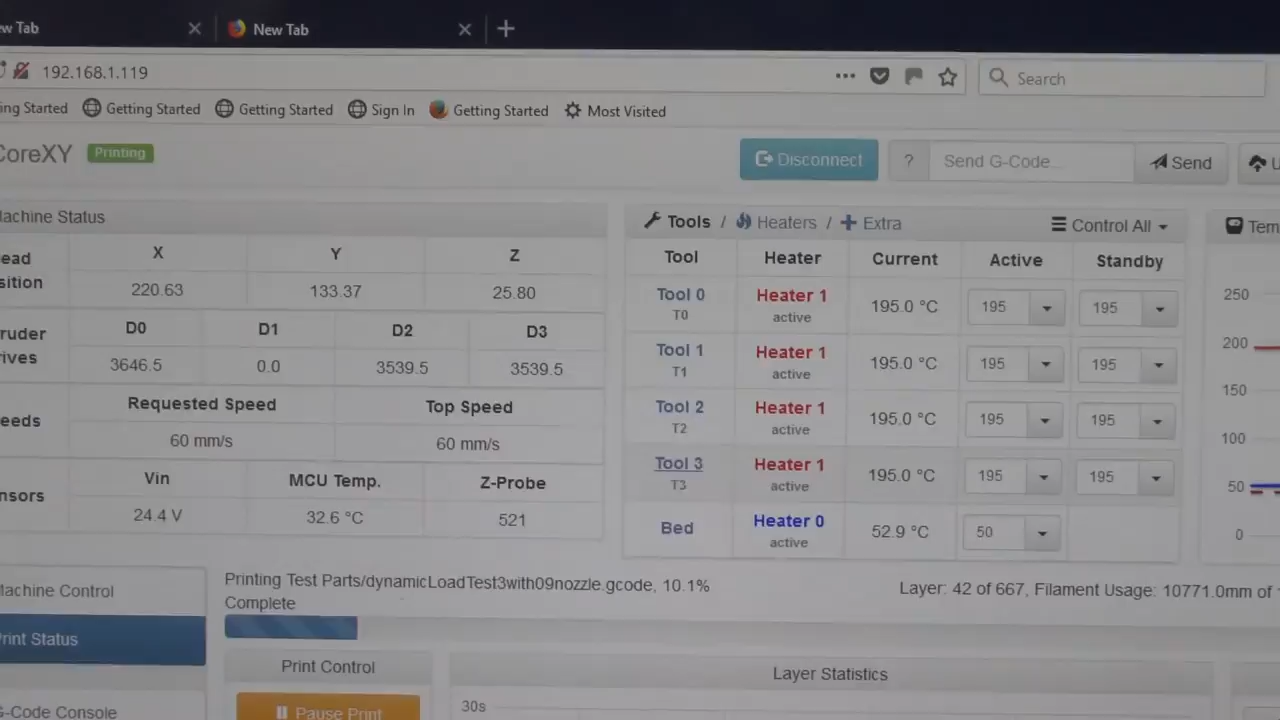 ew Tab
New Tab
192.168.1.119
Search
ing Started
Getting Started
Getting Started
Sign In
Getting Started
Most Visited
CoreXY Printing
Disconnect
?
Send G-Code...
Send
U
Machine Status
Tools / Heaters / Extra
Control All
Tem
ead
sition
X Y Z
220.63 133.37 25.80
ruder
ives
D0 D1 D2 D3
3646.5 0.0 3539.5 3539.5
eeds
Requested Speed Top Speed
60 mm/s 60 mm/s
nsors
Vin MCU Temp. Z-Probe
24.4 V 32.6 °C 521
Tool Heater Current Active Standby
Tool 0 Heater 1 195.0 °C 195 195
T0 active
Tool 1 Heater 1 195.0 °C 195 195
T1 active
Tool 2 Heater 1 195.0 °C 195 195
T2 active
Tool 3 Heater 1 195.0 °C 195 195
T3 active
Bed Heater 0 52.9 °C 50
active
250
200
150
100
50
0
Machine Control
Print Status
G-Code Console
Printing Test Parts/dynamicLoadTest3with09nozzle.gcode, 10.1%
Complete
Layer: 42 of 667, Filament Usage: 10771.0mm of
Print Control
Pause Print
Layer Statistics
30s